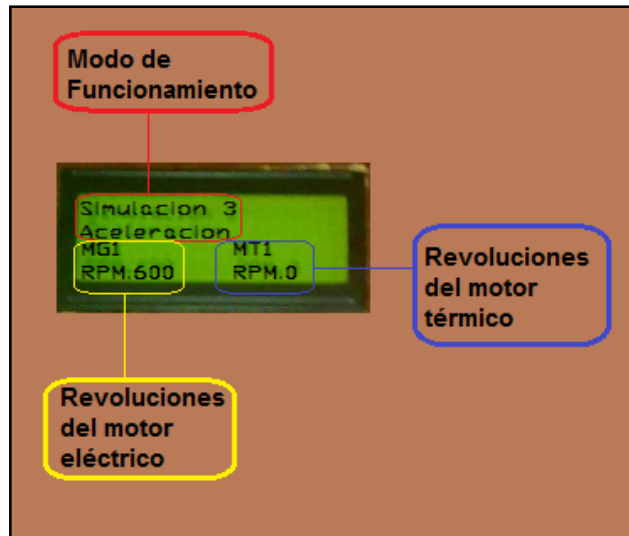 Modo de
Funcionamiento
Simulacion 3
Aceleracion
MG1 MT1
RPM.600 RPM.0
Revoluciones
del motor
térmico
Revoluciones
del motor
eléctrico